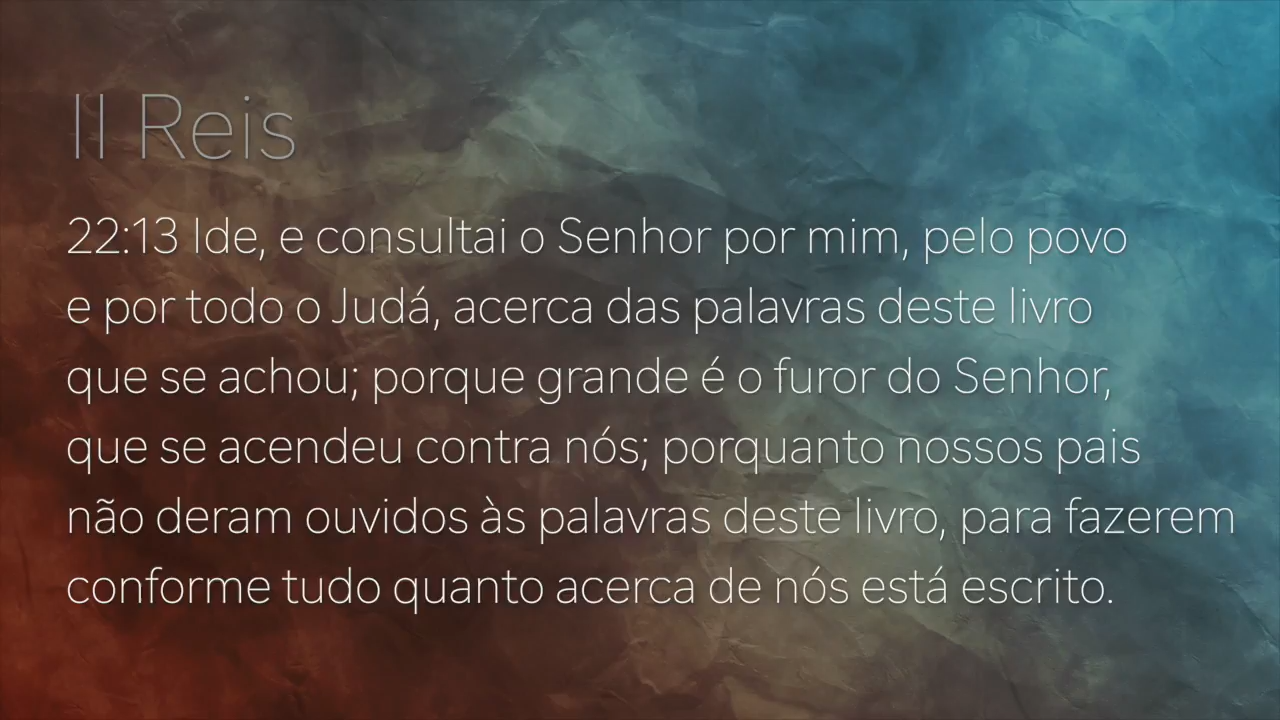 II Reis
22:13 Ide, e consultai o Senhor por mim, pelo povo
e por todo o Judá, acerca das palavras deste livro
que se achou; porque grande é o furor do Senhor,
que se acendeu contra nós; porquanto nossos pais
não deram ouvidos às palavras deste livro, para fazerem
conforme tudo quanto acerca de nós está escrito.